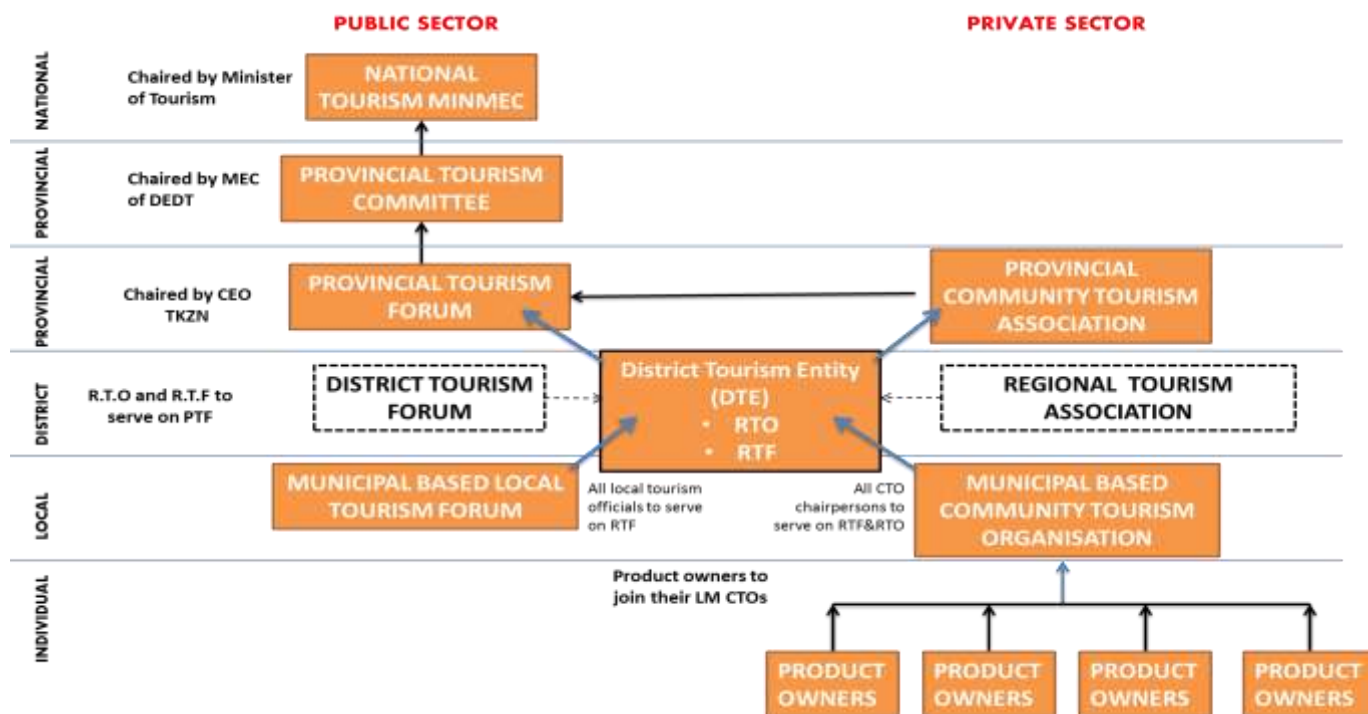 PUBLIC SECTOR
PRIVATE SECTOR
NATIONAL
Chaired by Minister
of Tourism
NATIONAL
TOURISM MINMEC
PROVINCIAL
Chaired by MEC
of DEDT
PROVINCIAL TOURISM
COMMITTEE
PROVINCIAL
Chaired by CEO
TKZN
PROVINCIAL TOURISM
FORUM
PROVINCIAL
COMMUNITY TOURISM
ASSOCIATION
DISTRICT
R.T.O and R.T.F to
serve on PTF
DISTRICT TOURISM
FORUM
District Tourism Entity
(DTE)
• RTO
• RTF
REGIONAL TOURISM
ASSOCIATION
LOCAL
MUNICIPAL BASED LOCAL
TOURISM FORUM
All local tourism
officials to serve
on RTF
All CTO
chairpersons to
serve on RTF&RTO
MUNICIPAL BASED
COMMUNITY TOURISM
ORGANISATION
INDIVIDUAL
Product owners to
join their LM CTOs
PRODUCT
OWNERS
PRODUCT
OWNERS
PRODUCT
OWNERS
PRODUCT
OWNERS